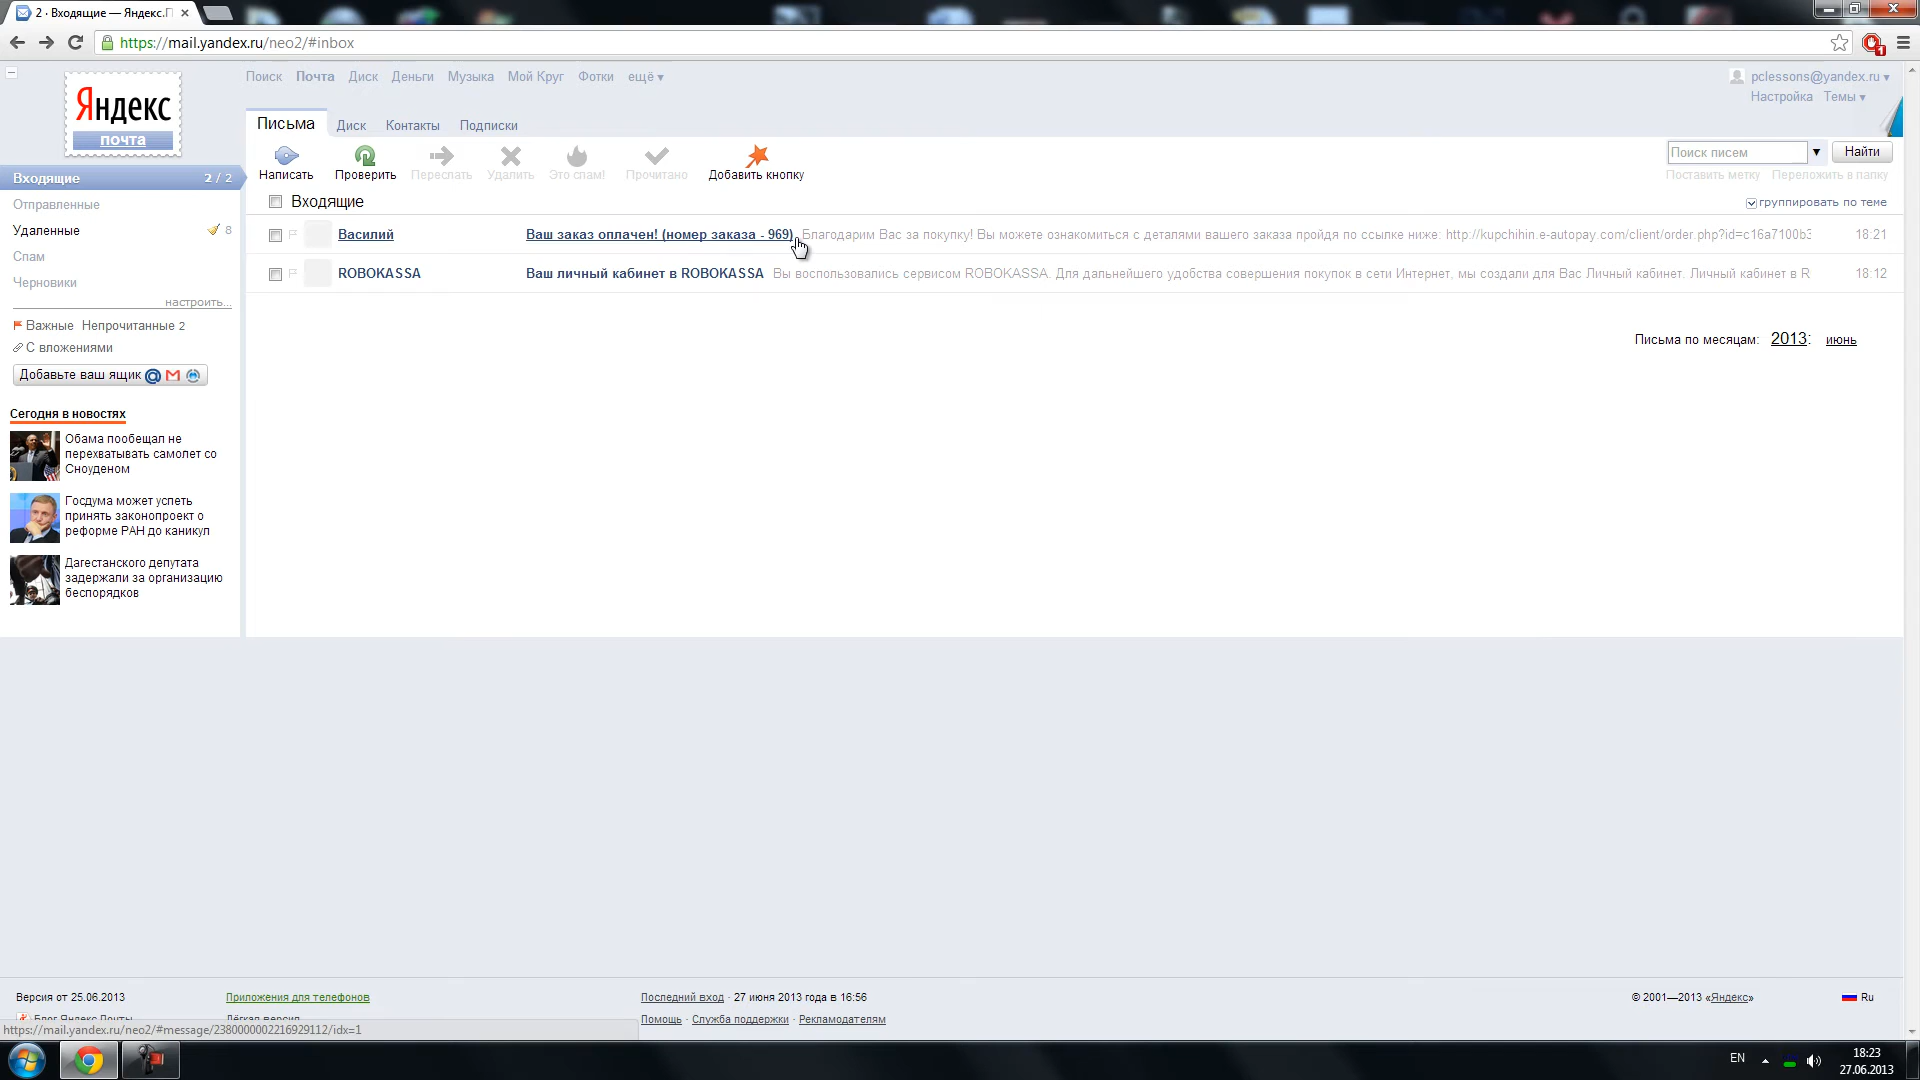 2 · Входящие — Яндекс.П
https://mail.yandex.ru/neo2/#inbox
1
Яндекс
почта
Поиск Почта Диск Деньги Музыка Мой Круг Фотки ещё
pclessons@yandex.ru
Настройка Темы
Письма Диск Контакты Подписки
Написать Проверить Переслать Удалить Это спам! Прочитано Добавить кнопку
Поиск писем Найти
Поставить метку Переложить в папку
Входящие
группировать по теме
Василий Ваш заказ оплачен! (номер заказа - 969) Благодарим Вас за покупку! Вы можете ознакомиться с деталями вашего заказа пройдя по ссылке ниже: http://kupchihin.e-autopay.com/client/order.php?id=c16a7100b3 18:21
ROBOKASSA Ваш личный кабинет в ROBOKASSA Вы воспользовались сервисом ROBOKASSA. Для дальнейшего удобства совершения покупок в сети Интернет, мы создали для Вас Личный кабинет. Личный кабинет в R 18:12
Письма по месяцам: 2013: июнь
Входящие 2 / 2
Отправленные
Удаленные 8
Спам
Черновики
настроить...
Важные Непрочитанные 2
С вложениями
Добавьте ваш ящик
Сегодня в новостях
Обама пообещал не
перехватывать самолет со
Сноуденом
Госдума может успеть
принять законопроект о
реформе РАН до каникул
Дагестанского депутата
задержали за организацию
беспорядков
Версия от 25.06.2013 Приложения для телефонов Последний вход · 27 июня 2013 года в 16:56 © 2001—2013 «Яндекс» Ru
Блог Яндекс.Почты Лёгкая версия Помощь · Служба поддержки · Рекламодателям
https://mail.yandex.ru/neo2/#message/2380000002216929112/idx=1
EN 18:23
27.06.2013